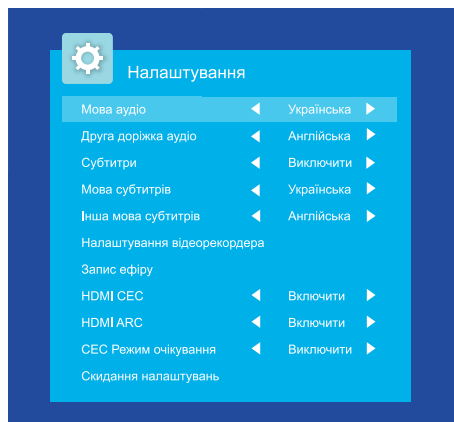 Налаштування
Мова аудіо Українська
Друга доріжка аудіо Англійська
Субтитри Виключити
Мова субтитрів Українська
Інша мова субтитрів Англійська
Налаштування відеорекордера
Запис ефіру
HDMI CEC Включити
HDMI ARC Включити
CEC Режим очікування Виключити
Скидання налаштувань